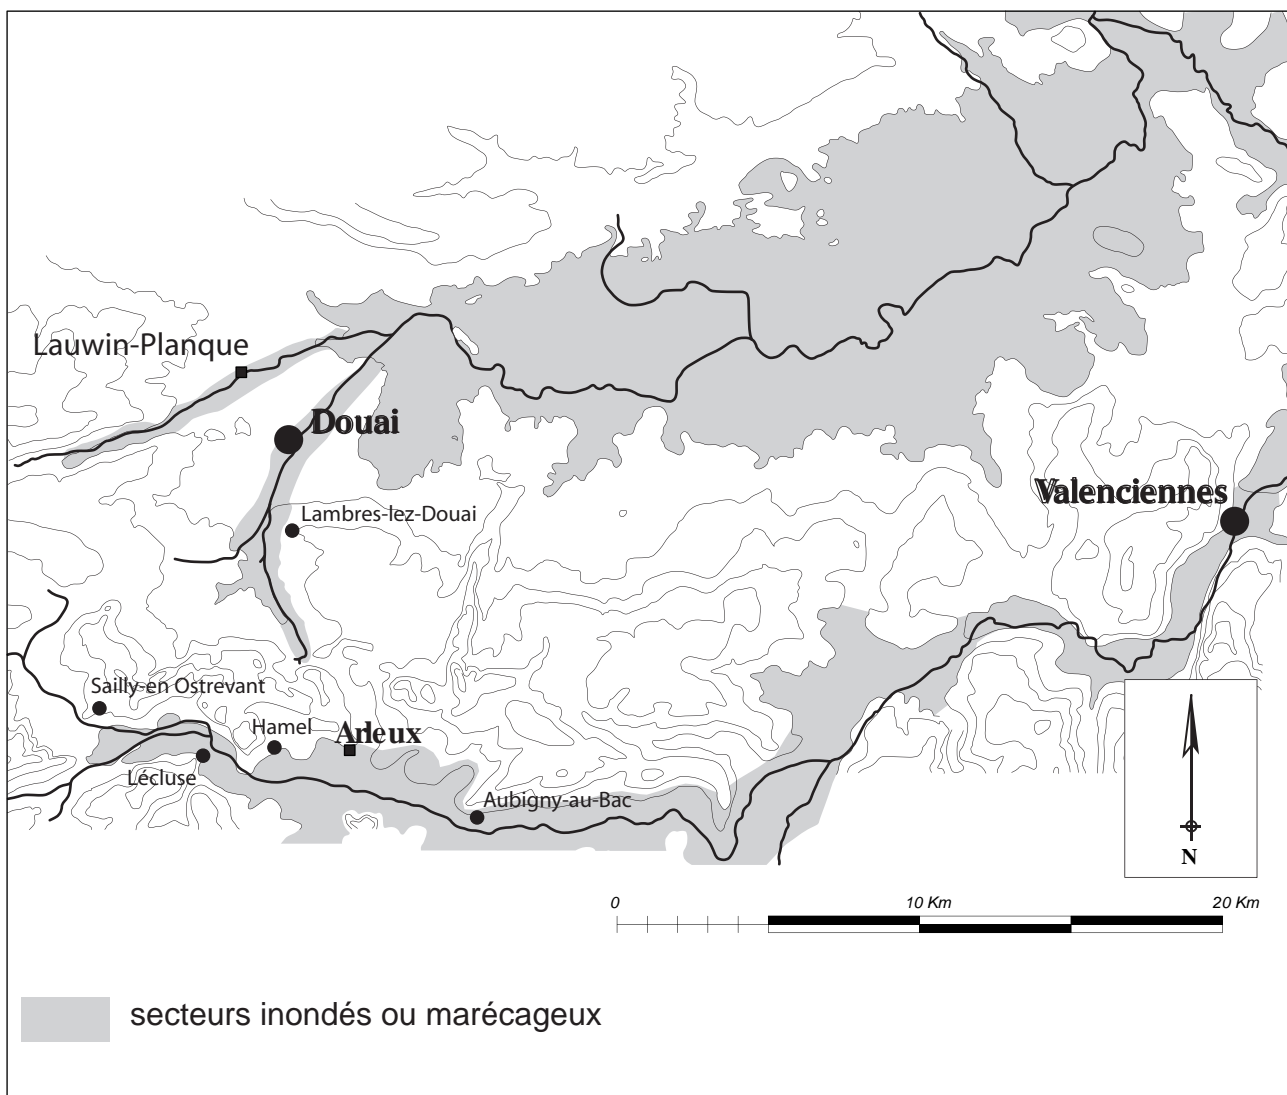 Lauwin-Planque
Douai
Valenciennes
Lambres-lez-Douai
Sailly-en Ostrevant
Hamel
Arleux
Lécluse
Aubigny-au-Bac
N
0 10 Km 20 Km
secteurs inondés ou marécageux